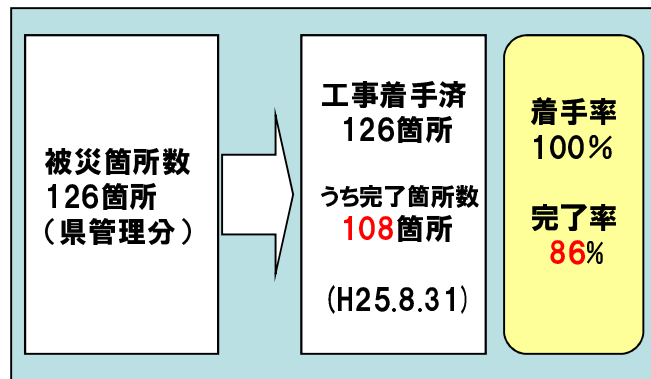 被災箇所数
126箇所
（県管理分）
工事着手済
126箇所
うち完了箇所数
108箇所
(H25.8.31)
着手率
100%
完了率
86%